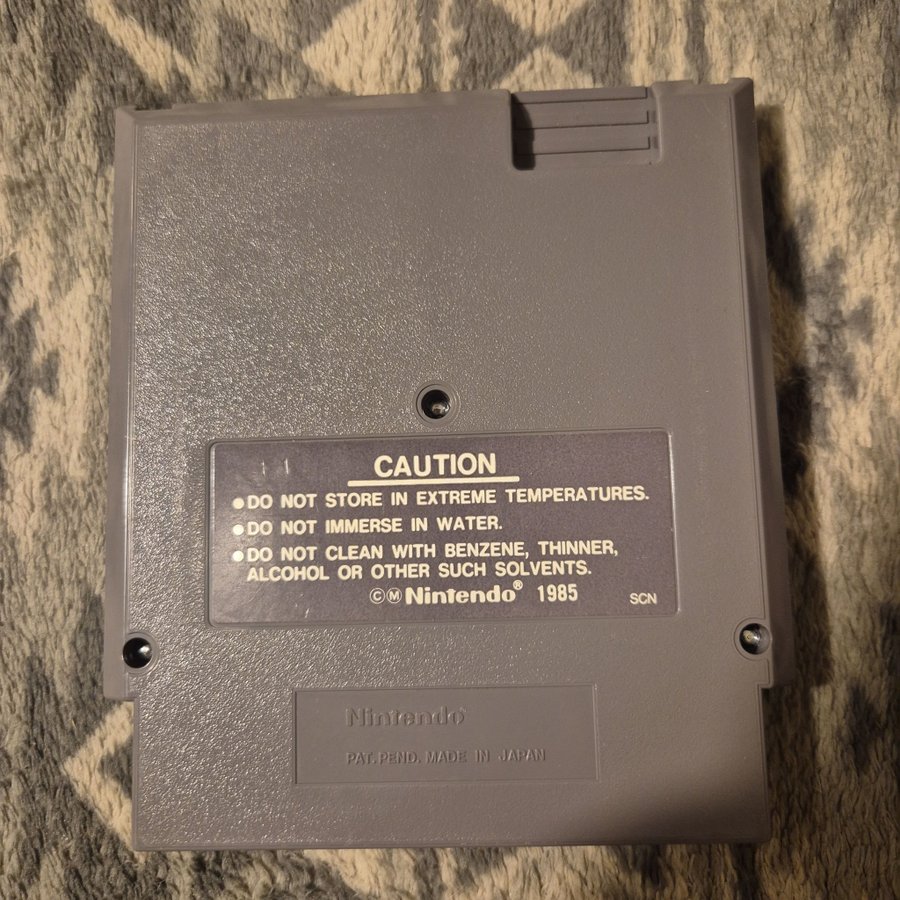 CAUTION
●DO NOT STORE IN EXTREME TEMPERATURES.
●DO NOT IMMERSE IN WATER.
●DO NOT CLEAN WITH BENZENE, THINNER,
ALCOHOL OR OTHER SUCH SOLVENTS.
ⒸⓂNintendo® 1985
SCN
Nintendo®
PAT. PEND. MADE IN JAPAN